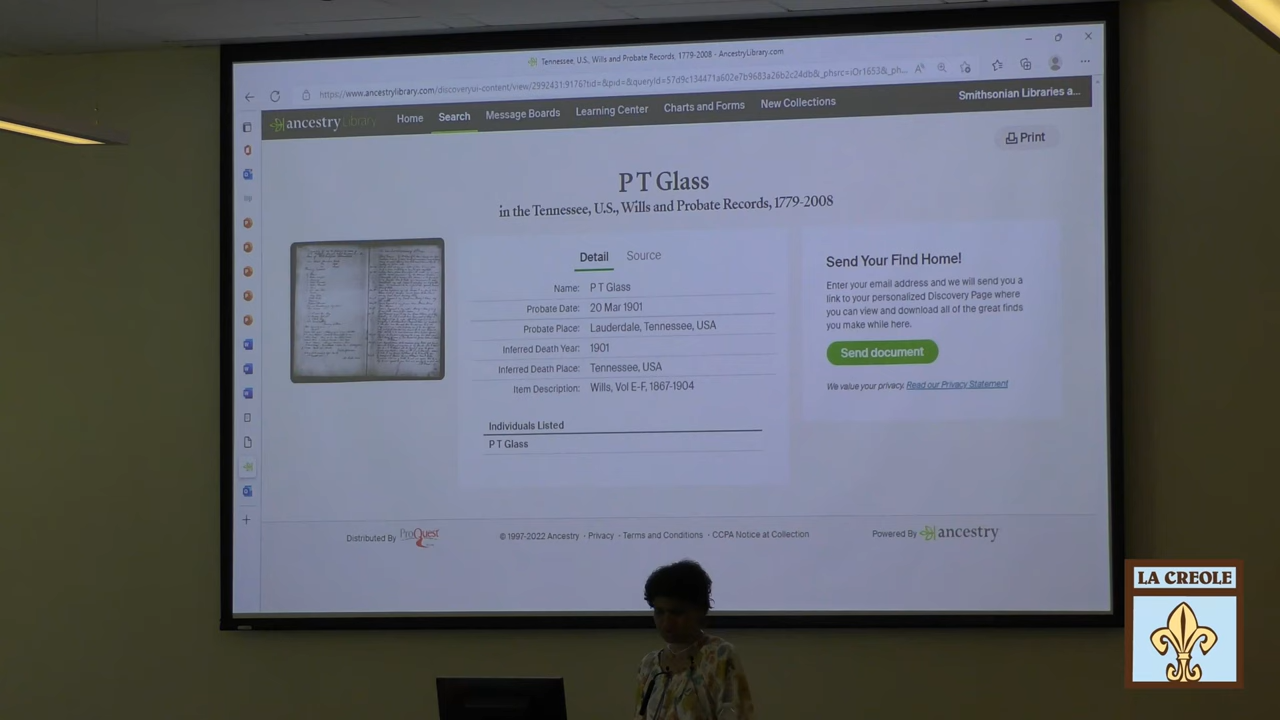 Tennessee, U.S., Wills and Probate Records, 1779-2008 - AncestryLibrary.com
ancestryLibrary Home Search Message Boards Learning Center Charts and Forms New Collections Smithsonian Libraries a...
Print
P T Glass
in the Tennessee, U.S., Wills and Probate Records, 1779-2008
Detail Source
Name: P T Glass
Probate Date: 20 Mar 1901
Probate Place: Lauderdale, Tennessee, USA
Inferred Death Year: 1901
Inferred Death Place: Tennessee, USA
Item Description: Wills, Vol E-F, 1867-1904
Individuals Listed
P T Glass
Send Your Find Home!
Enter your email address and we will send you a
link to your personalized Discovery Page where
you can view and download all of the great finds
you make while here.
Send document
We value your privacy. Read our Privacy Statement
Distributed By ProQuest © 1997-2022 Ancestry · Privacy · Terms and Conditions · CCPA Notice at Collection Powered By ancestry
LA CREOLE